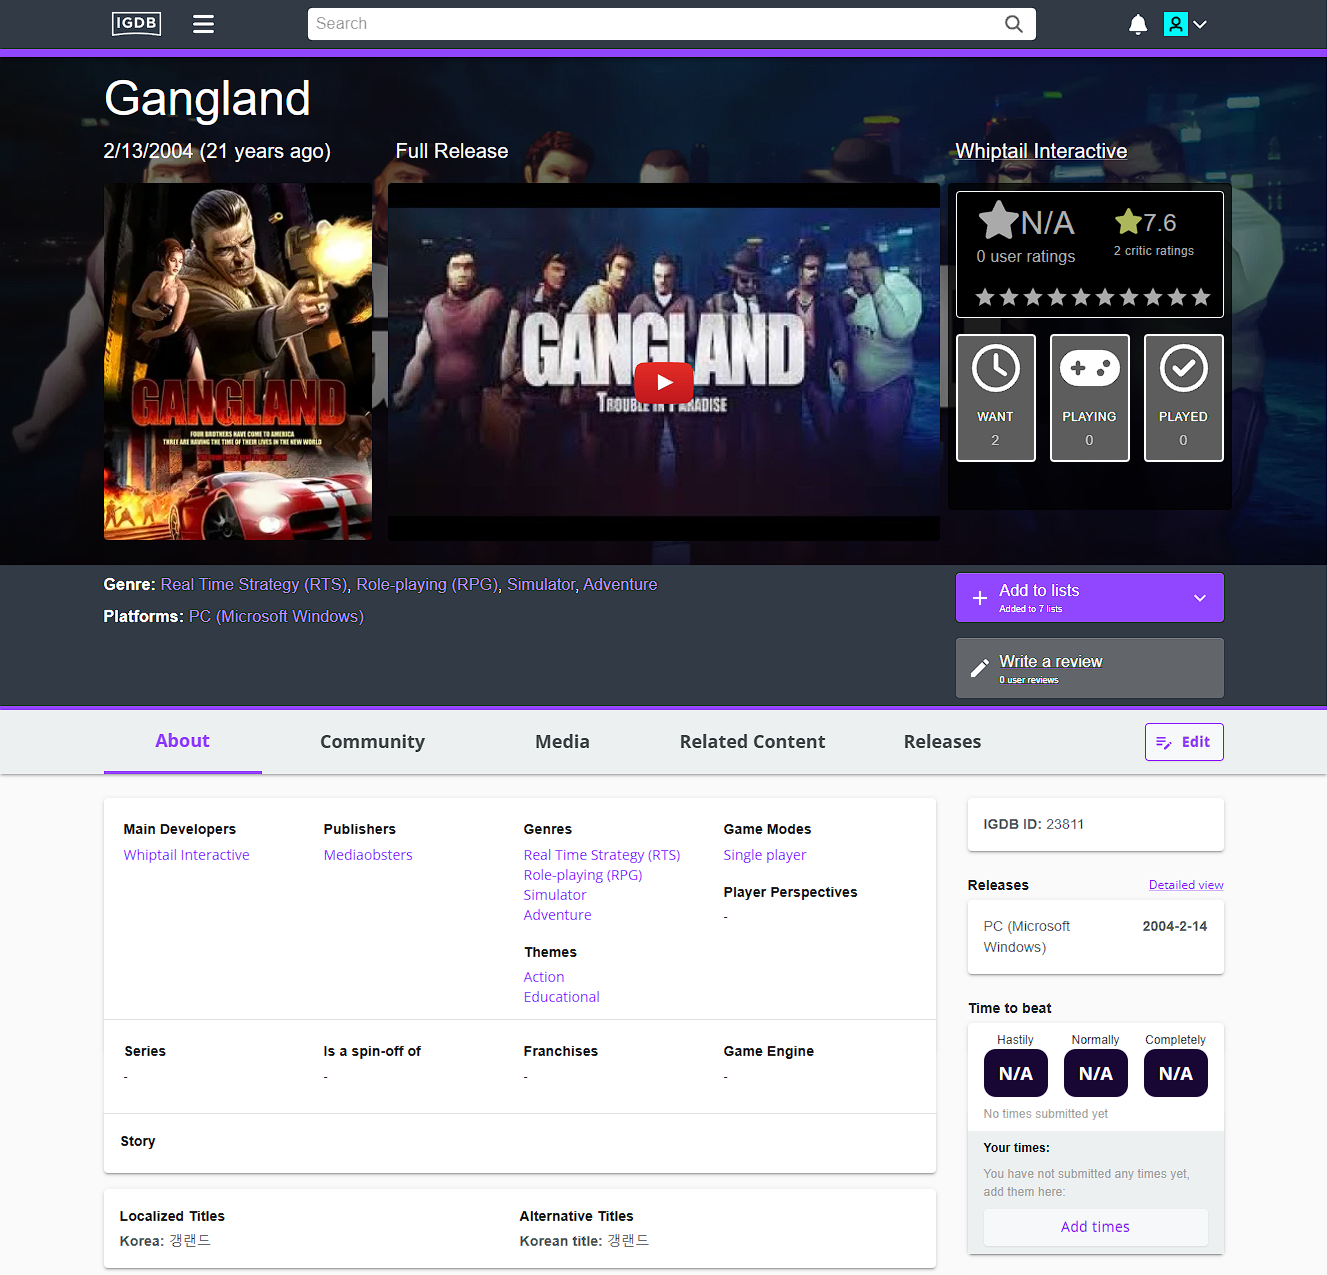 IGDB
Search
Gangland
2/13/2004 (21 years ago)
Full Release
Whiptail Interactive
GANGLAND
FOUR BROTHERS HAVE COME TO AMERICA
THREE ARE HAVING THE TIME OF THEIR LIVES IN THE NEW WORLD
GANGLAND
TROUBLE IN PARADISE
N/A
0 user ratings
7.6
2 critic ratings
WANT
2
PLAYING
0
PLAYED
0
Genre: Real Time Strategy (RTS), Role-playing (RPG), Simulator, Adventure
Platforms: PC (Microsoft Windows)
Add to lists
Added to 7 lists
Write a review
0 user reviews
About
Community
Media
Related Content
Releases
Edit
Main Developers
Whiptail Interactive
Publishers
Mediaobsters
Genres
Real Time Strategy (RTS)
Role-playing (RPG)
Simulator
Adventure
Themes
Action
Educational
Game Modes
Single player
Player Perspectives
-
Series
-
Is a spin-off of
-
Franchises
-
Game Engine
-
Story
Localized Titles
Korea: 갱랜드
Alternative Titles
Korean title: 갱랜드
IGDB ID: 23811
Releases
Detailed view
PC (Microsoft
Windows)
2004-2-14
Time to beat
Hastily
N/A
Normally
N/A
Completely
N/A
No times submitted yet
Your times:
You have not submitted any times yet,
add them here:
Add times